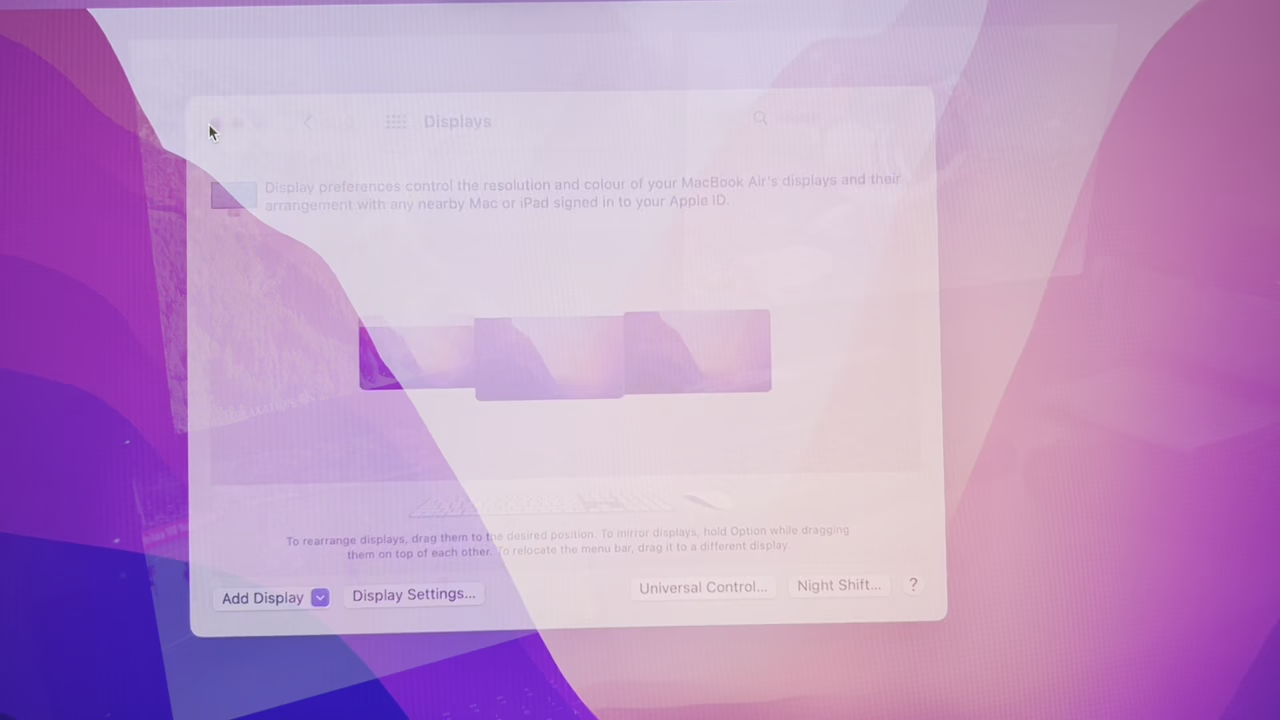 Displays
Display preferences control the resolution and colour of your MacBook Air's displays and their
arrangement with any nearby Mac or iPad signed in to your Apple ID.
To rearrange displays, drag them to the desired position. To mirror displays, hold Option while dragging
them on top of each other. To relocate the menu bar, drag it to a different display.
Add Display
Display Settings...
Universal Control...
Night Shift...
?